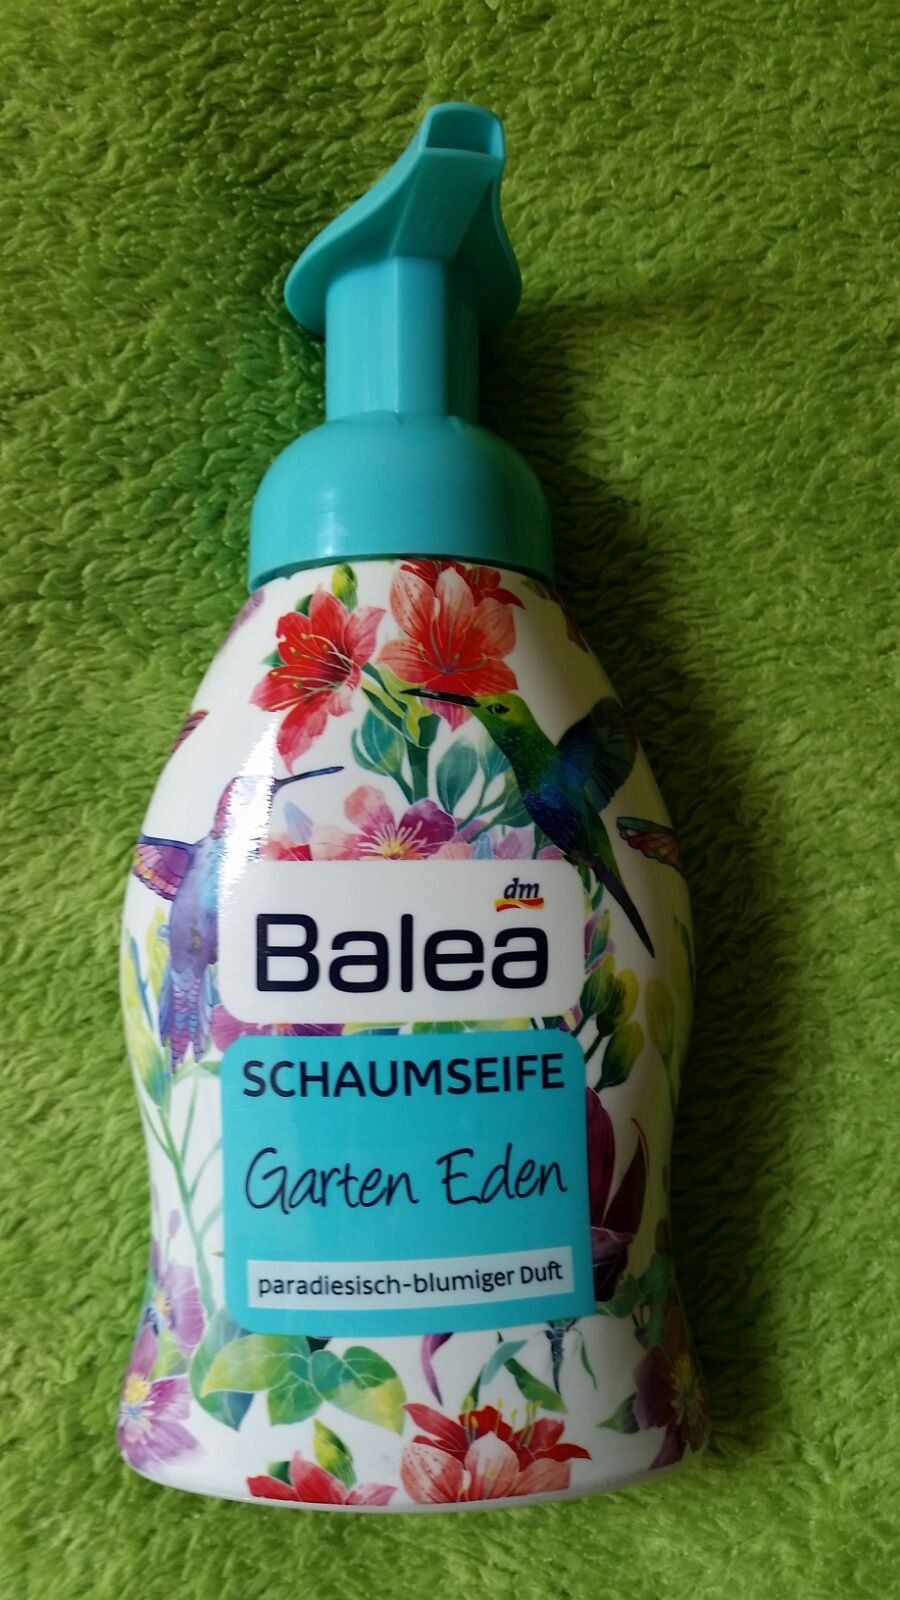 dm
Balea
SCHAUMSEIFE
Garten Eden
paradiesisch-blumiger Duft